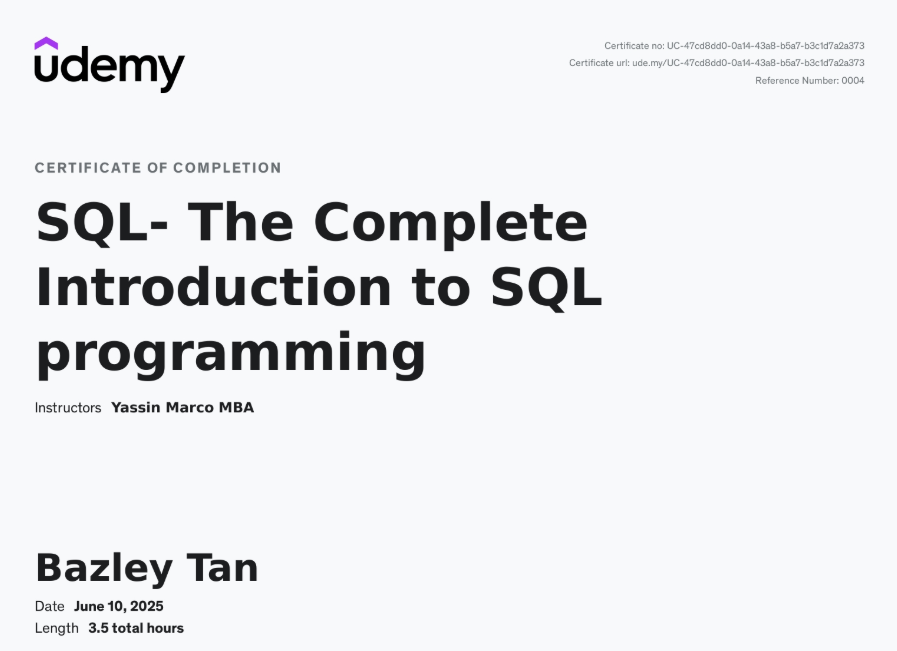 udemy
Certificate no: UC-47cd8dd0-0a14-43a8-b5a7-b3c1d7a2a373
Certificate url: ude.my/UC-47cd8dd0-0a14-43a8-b5a7-b3c1d7a2a373
Reference Number: 0004
CERTIFICATE OF COMPLETION
SQL- The Complete
Introduction to SQL
programming
Instructors Yassin Marco MBA
Bazley Tan
Date June 10, 2025
Length 3.5 total hours